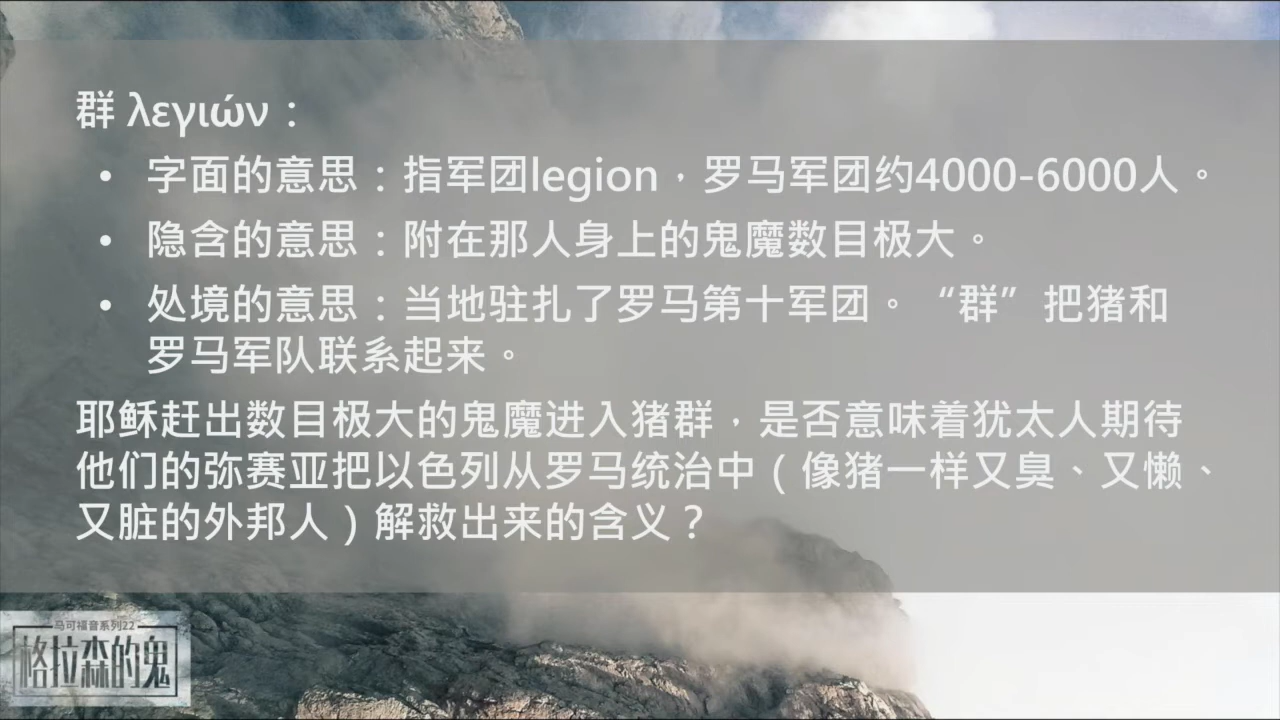 群 λεγιών：
• 字面的意思：指军团legion，罗马军团约4000-6000人。
• 隐含的意思：附在那人身上的鬼魔数目极大。
• 处境的意思：当地驻扎了罗马第十军团。“群”把猪和
罗马军队联系起来。
耶稣赶出数目极大的鬼魔进入猪群，是否意味着犹太人期待
他们的弥赛亚把以色列从罗马统治中（像猪一样又臭、又懒、
又脏的外邦人）解救出来的含义？
马可福音系列22
格拉森的鬼